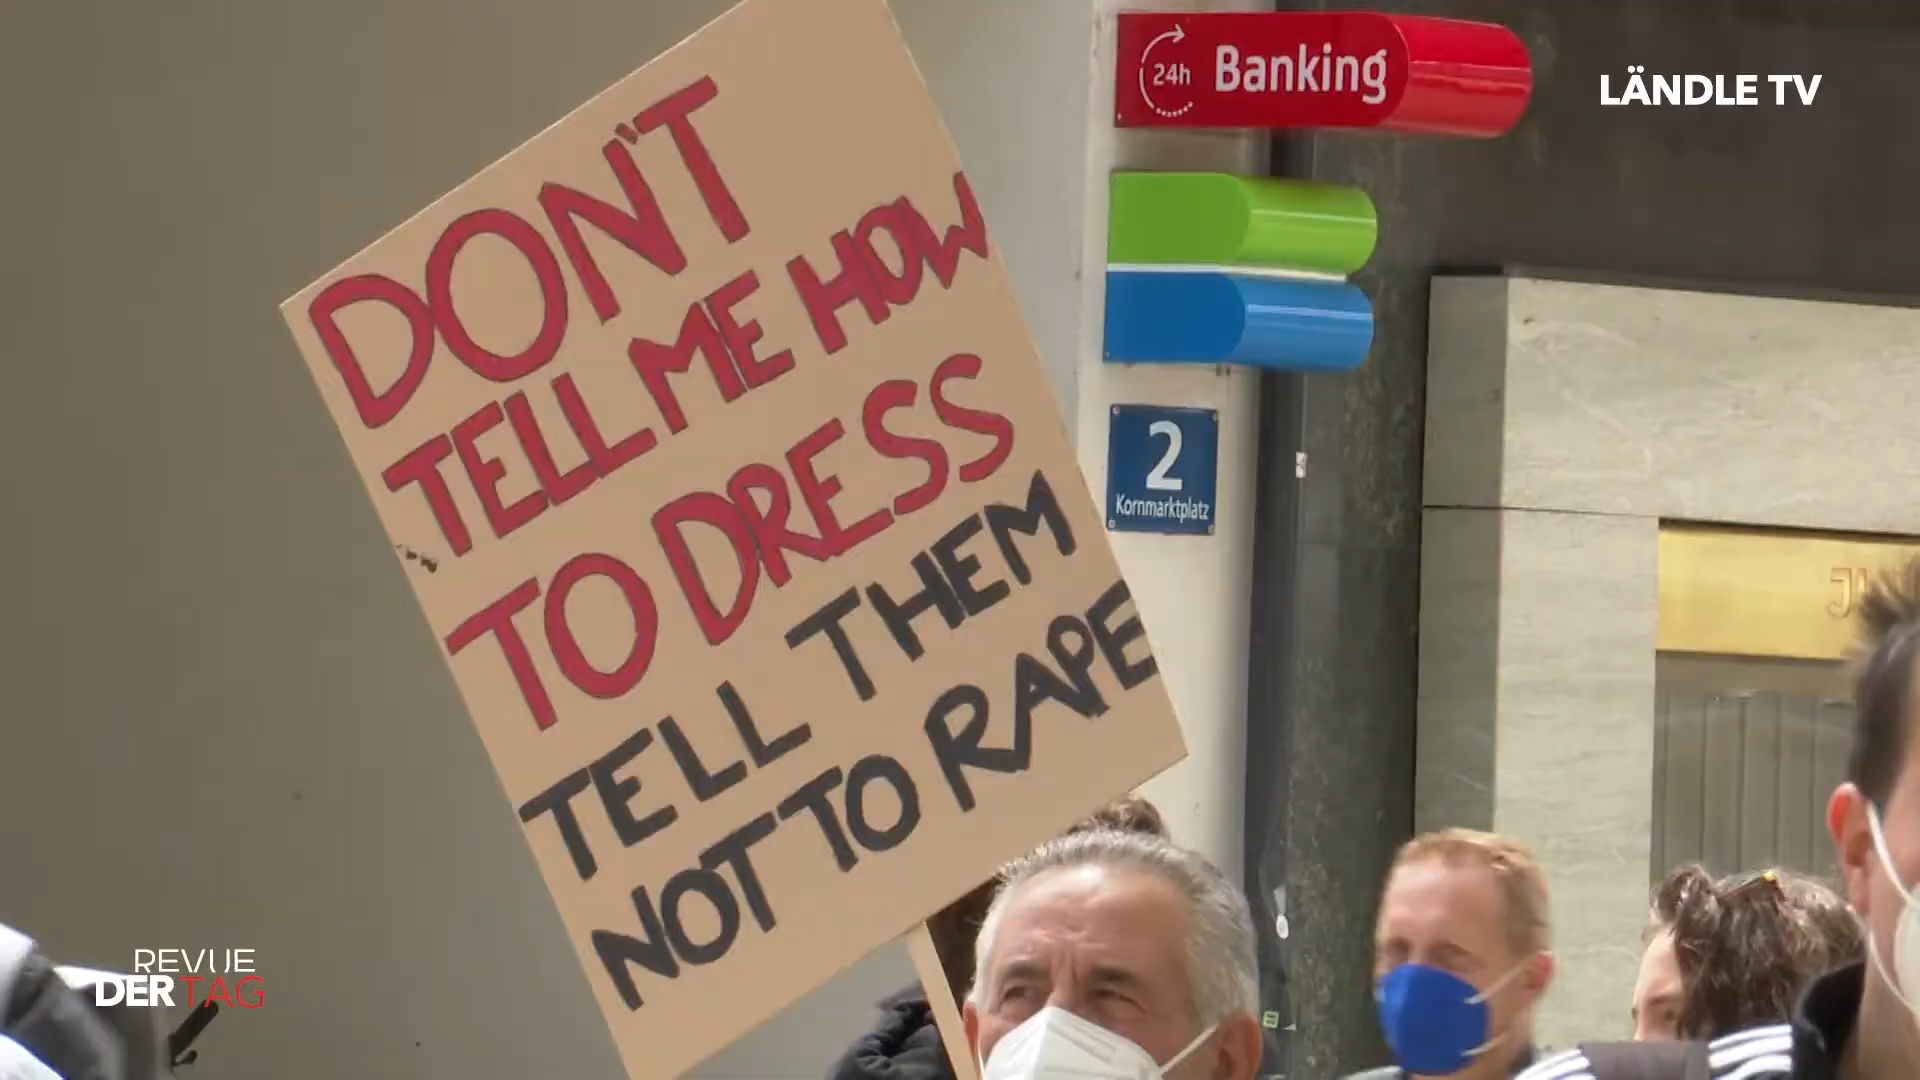 DON'T
TELL ME HOW
TO DRESS
TELL THEM
NOT TO RAPE
24h Banking
LÄNDLE TV
2
Kornmarktplatz
REVUE
DER TAG